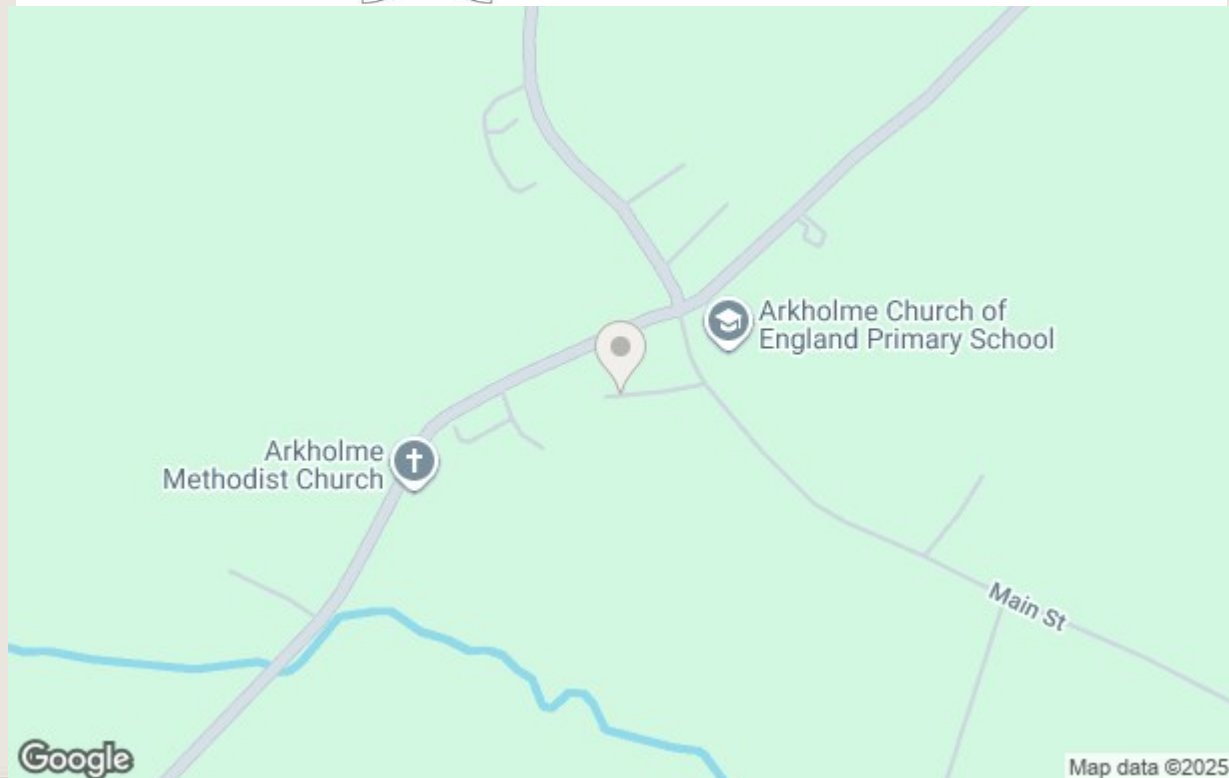 Arkholme Church of
England Primary School
Arkholme
Methodist Church
Main St
Google
Map data ©2025